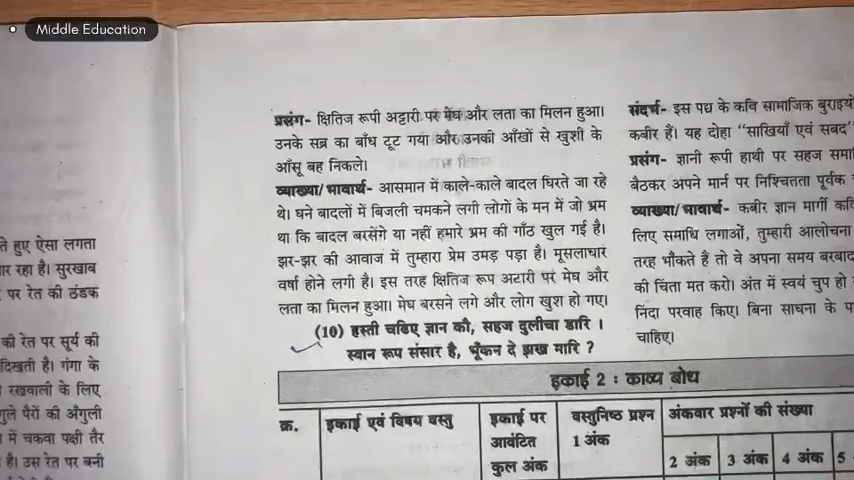 Middle Education
ते हुए ऐसा लगता
रहा है। सुरखाब
पर रेत की ठंडक
की रेत पर सूर्य की
दिखती है। गंगा के
रखवाली के लिए
पैरों की अँगुली
में चकवा पक्षी तैर
है। उस रेत पर बनी
प्रसंग- क्षितिज रूपी अट्टारी पर मेघ और लता का मिलन हुआ।
उनके सब्र का बाँध टूट गया और उनकी आँखों से खुशी के
आँसू बह निकले।
व्याख्या/भावार्थ- आसमान में काले-काले बादल घिरते जा रहे
थे। घने बादलों में बिजली चमकने लगी लोगों के मन में जो भ्रम
था कि बादल बरसेंगे या नहीं हमारे भ्रम की गाँठ खुल गई है।
झर-झर की आवाज में तुम्हारा प्रेम उमड़ पड़ा है। मूसलाधार
वर्षा होने लगी है। इस तरह क्षितिज रूप अटारी पर मेघ और
लता का मिलन हुआ। मेघ बरसने लगे और लोग खुश हो गए।
(10) हस्ती चढिए ज्ञान कौ, सहज दुलीचा डारि ।
स्वान रूप संसार है, भूँकन दे झख मारि ?
संदर्भ- इस पद्य के कवि सामाजिक
कबीर हैं। यह दोहा "साखियाँ एवं सबद"
प्रसंग- ज्ञानी रूपी हाथी पर सहज
बैठकर अपने मार्न पर निश्चितता पूर्वक
व्याख्या/भावार्थ- कबीर ज्ञान मार्गी
लिए समाधि लगाओं, तुम्हारी आलोचना
तरह भौकते हैं तो वे अपना समय
की चिंता मत करो। अंत में स्वयं चुप हो
निंदा परवाह किए। बिना साधना के
चाहिए।
इकाई 2 : काव्य बोध
क्र. इकाई एवं विषय वस्तु इकाई पर वस्तुनिष्ठ प्रश्न अंकवार प्रश्नों की संख्या
आवंटित 1 अंक
कुल अंक 2 अंक 3 अंक 4 अंक 5